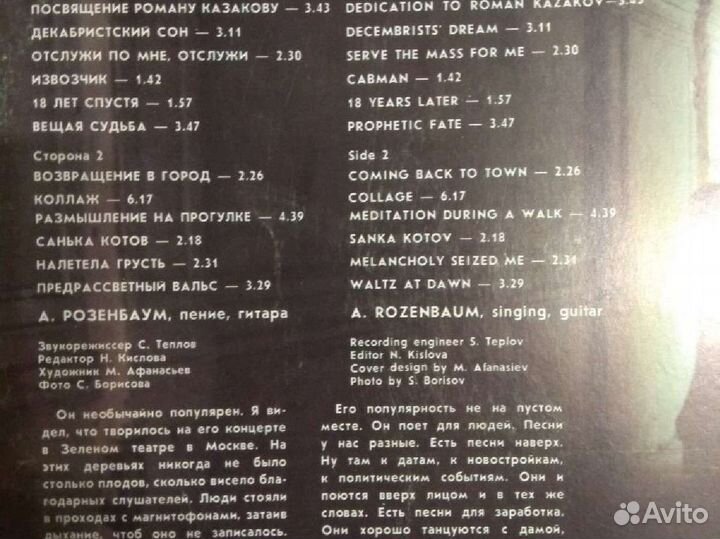 ПОСВЯЩЕНИЕ РОМАНУ КАЗАКОВУ — 3.43
ДЕКАБРИСТСКИЙ СОН — 3.11
ОТСЛУЖИ ПО МНЕ, ОТСЛУЖИ — 2.30
ИЗВОЗЧИК — 1.42
18 ЛЕТ СПУСТЯ — 1.57
ВЕЩАЯ СУДЬБА — 3.47
Сторона 2
ВОЗВРАЩЕНИЕ В ГОРОД — 2.26
КОЛЛАЖ — 6.17
РАЗМЫШЛЕНИЕ НА ПРОГУЛКЕ — 4.39
САНЬКА КОТОВ — 2.18
НАЛЕТЕЛА ГРУСТЬ — 2.31
ПРЕДРАССВЕТНЫЙ ВАЛЬС — 3.29
А. РОЗЕНБАУМ, пение, гитара
Звукорежиссер С. Теплов
Редактор Н. Кислова
Художник М. Афанасьев
Фото С. Борисова
Он необычайно популярен. Я ви-
дел, что творилось на его концерте
в Зеленом театре в Москве. На
этих деревьях никогда не было
столько плодов, сколько висело бла-
годарных слушателей. Люди стояли
в проходах с магнитофонами, затаив
дыхание, чтоб оно не записалось.
DEDICATION TO ROMAN KAZAKOV — 3.43
DECEMBRISTS' DREAM — 3.11
SERVE THE MASS FOR ME — 2.30
CABMAN — 1.42
18 YEARS LATER — 1.57
PROPHETIC FATE — 3.47
Side 2
COMING BACK TO TOWN — 2.26
COLLAGE — 6.17
MEDITATION DURING A WALK — 4.39
SANKA KOTOV — 2.18
MELANCHOLY SEIZED ME — 2.31
WALTZ AT DAWN — 3.29
A. ROZENBAUM, singing, guitar
Recording engineer S. Teplov
Editor N. Kislova
Cover design by M. Afanasiev
Photo by S. Borisov
Его популярность не на пустом
месте. Он поет для людей. Песни
у нас разные. Есть песни наверх.
Ну там к датам, к новостройкам,
к политическим событиям. Они и
поются вверх лицом и в тех же
словах. Есть песни для заработка.
Они хорошо танцуются с дамой,
Avito